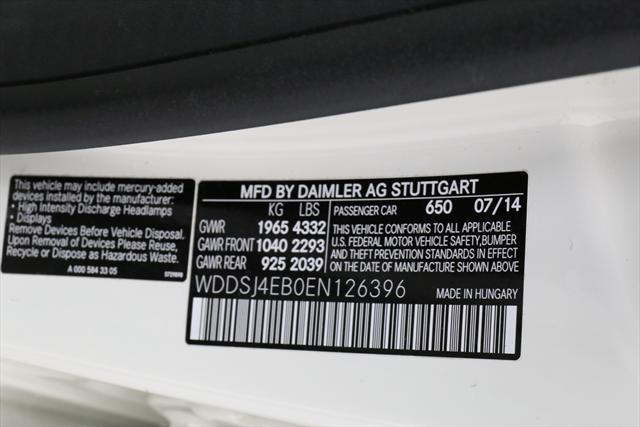 This vehicle may include mercury-added
devices installed by the manufacturer:
• High Intensity Discharge Headlamps
• Displays
Remove Devices Before Vehicle Disposal.
Upon Removal of Devices Please Reuse,
Recycle or Dispose as Hazardous Waste.
A 000 584 33 05
MFD BY DAIMLER AG STUTTGART
KG LBS PASSENGER CAR 650 07/14
GVWR 1965 4332
GAWR FRONT 1040 2293
GAWR REAR 925 2039
THIS VEHICLE CONFORMS TO ALL APPLICABLE
U.S. FEDERAL MOTOR VEHICLE SAFETY,BUMPER
AND THEFT PREVENTION STANDARDS IN EFFECT
ON THE DATE OF MANUFACTURE SHOWN ABOVE.
WDDSJ4EB0EN126396 MADE IN HUNGARY